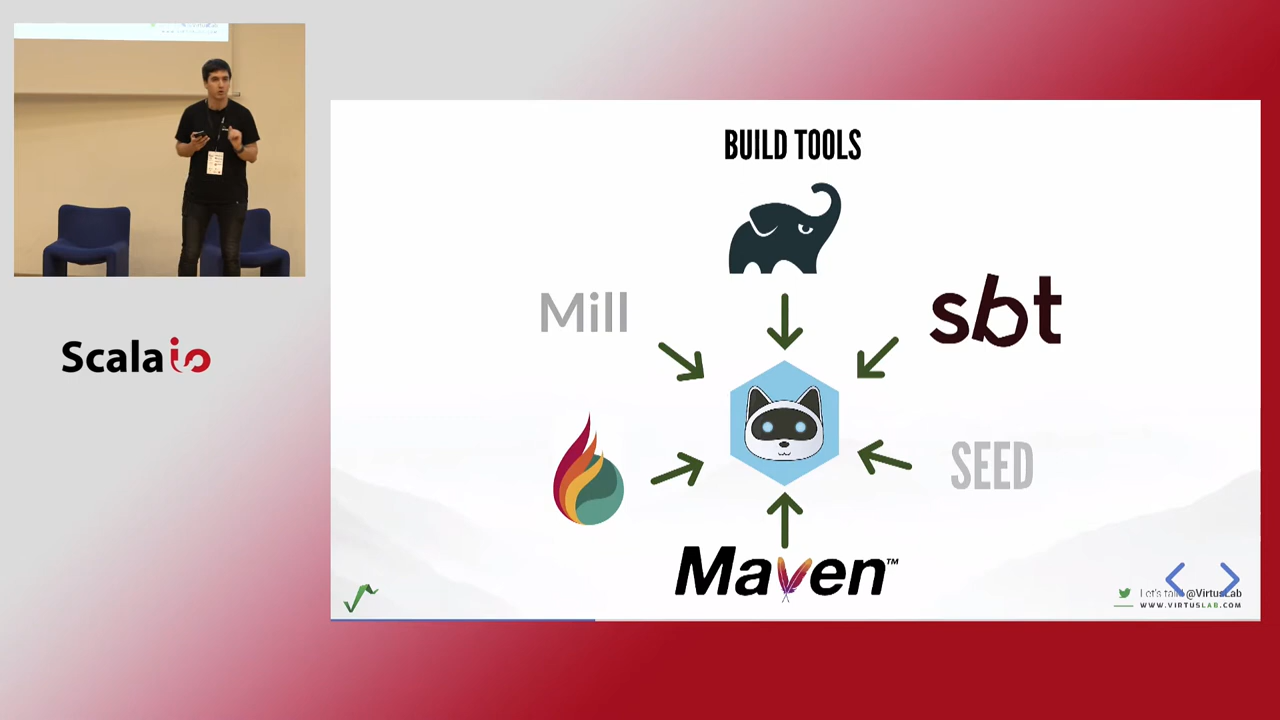 BUILD TOOLS
Mill
sbt
SEED
Maven™
Let's talk @VirtusLab
WWW.VIRTUSLAB.COM
Scala io